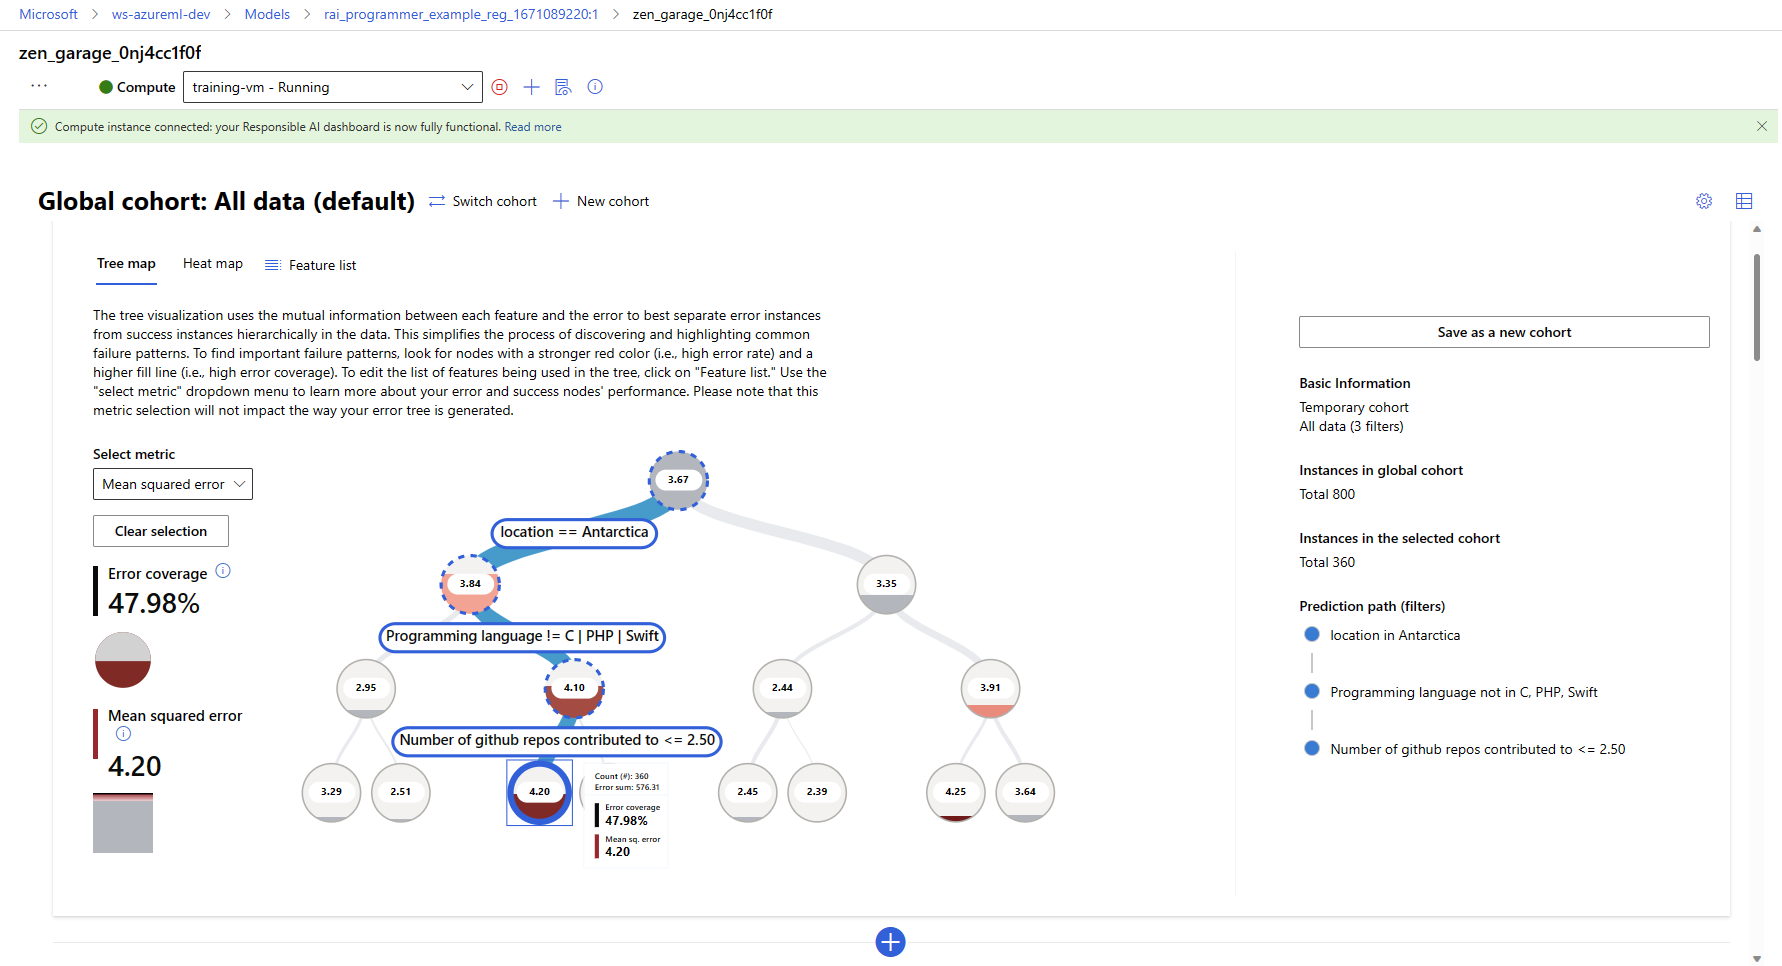 Microsoft > ws-azureml-dev > Models > rai_programmer_example_reg_1671089220:1 > zen_garage_0nj4cc1f0f
zen_garage_0nj4cc1f0f
... Compute training-vm - Running
Compute instance connected: your Responsible AI dashboard is now fully functional. Read more
Global cohort: All data (default) Switch cohort New cohort
Tree map Heat map Feature list
The tree visualization uses the mutual information between each feature and the error to best separate error instances
from success instances hierarchically in the data. This simplifies the process of discovering and highlighting common
failure patterns. To find important failure patterns, look for nodes with a stronger red color (i.e., high error rate) and a
higher fill line (i.e., high error coverage). To edit the list of features being used in the tree, click on "Feature list." Use the
"select metric" dropdown menu to learn more about your error and success nodes' performance. Please note that this
metric selection will not impact the way your error tree is generated.
Select metric
Mean squared error
Clear selection
Error coverage
47.98%
Mean squared error
4.20
3.67
location == Antarctica
3.84
3.35
Programming language != C | PHP | Swift
2.95
4.10
2.44
3.91
Number of github repos contributed to <= 2.50
3.29
2.51
4.20
2.45
2.39
4.25
3.64
Count (#): 360
Error sum: 576.31
Error coverage
47.98%
Mean sq. error
4.20
Save as a new cohort
Basic Information
Temporary cohort
All data (3 filters)
Instances in global cohort
Total 800
Instances in the selected cohort
Total 360
Prediction path (filters)
location in Antarctica
Programming language not in C, PHP, Swift
Number of github repos contributed to <= 2.50